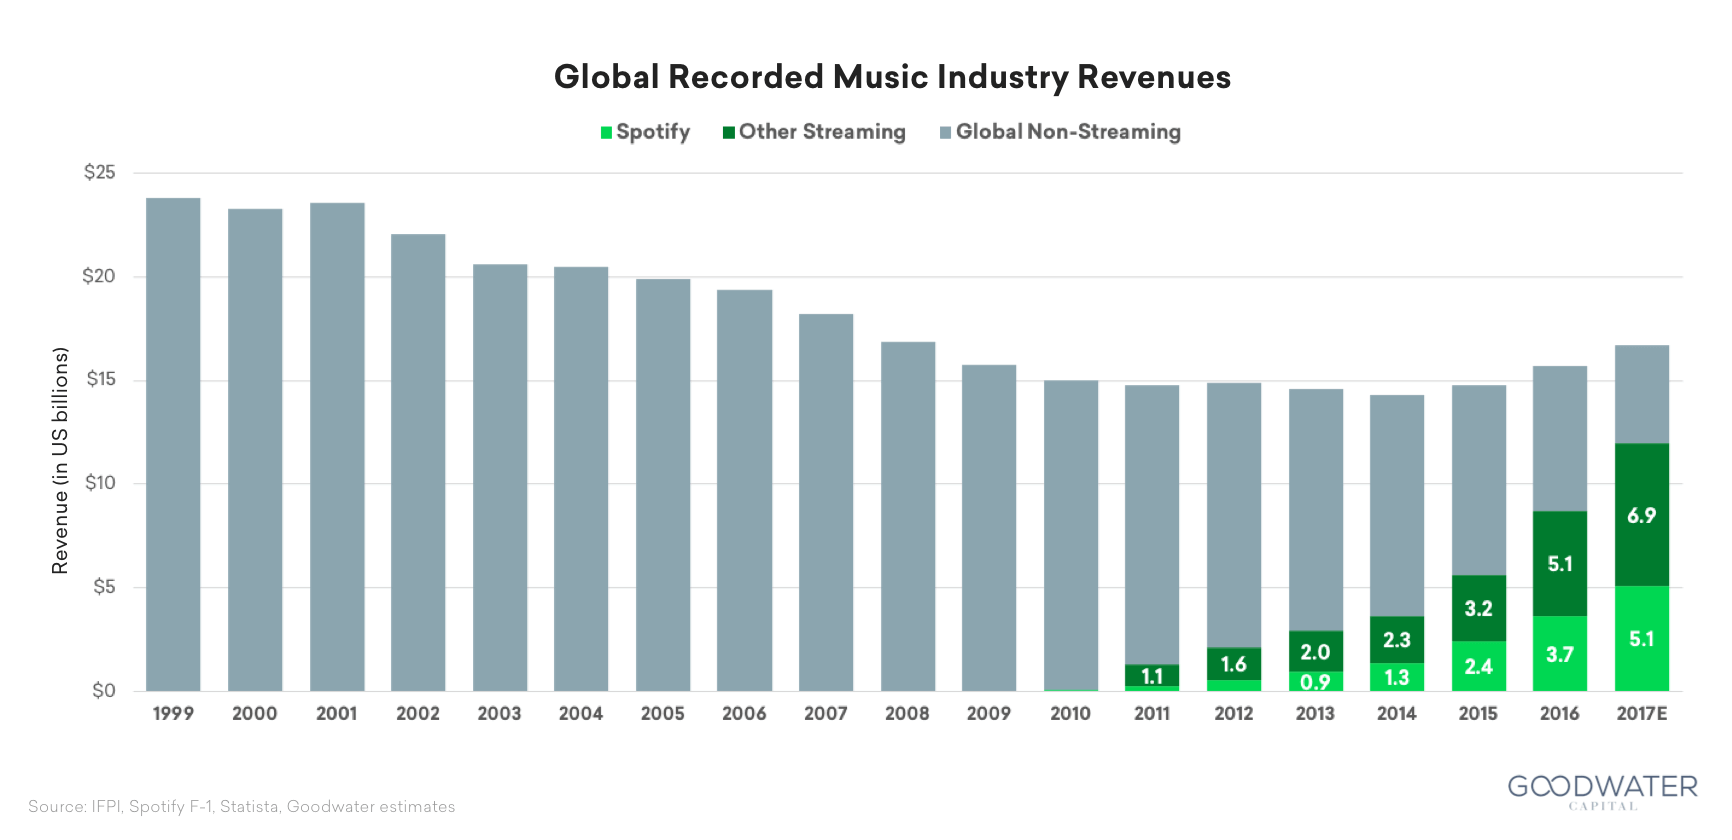 Global Recorded Music Industry Revenues
Spotify Other Streaming Global Non-Streaming
Revenue (in US billions)
$25
$20
$15
$10
$5
$0
1.1
1.6
2.0
0.9
2.3
1.3
3.2
2.4
5.1
3.7
6.9
5.1
1999 2000 2001 2002 2003 2004 2005 2006 2007 2008 2009 2010 2011 2012 2013 2014 2015 2016 2017E
Source: IFPI, Spotify F-1, Statista, Goodwater estimates
GOODWATER
CAPITAL